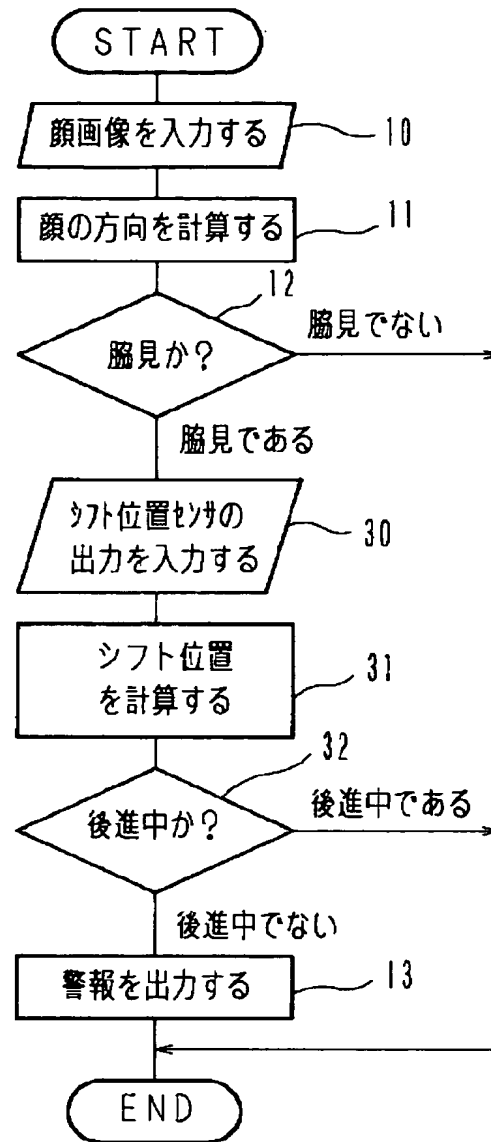 START
顔画像を入力する
10
顔の方向を計算する
11
12
脇見か?
脇見でない
脇見である
ｼﾌﾄ位置ｾﾝｻの
出力を入力する
30
シフト位置
を計算する
31
32
後進中か?
後進中である
後進中でない
警報を出力する
13
END